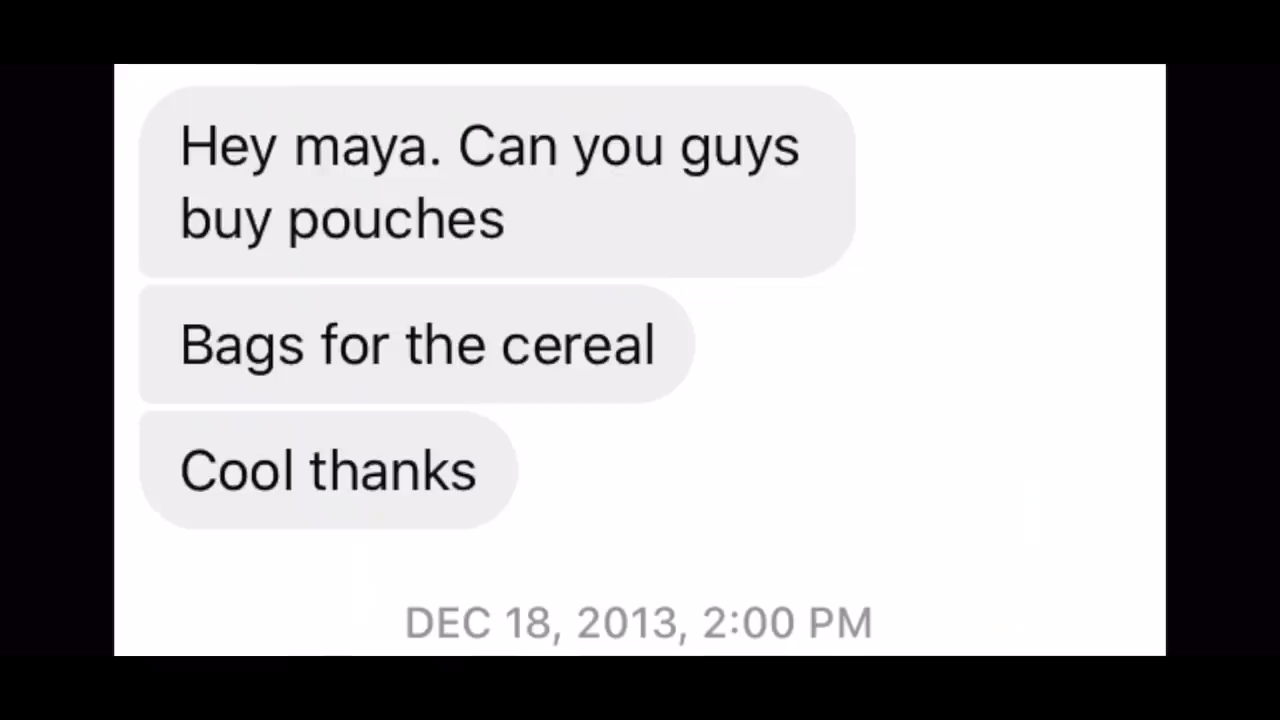 Hey maya. Can you guys
buy pouches
Bags for the cereal
Cool thanks
DEC 18, 2013, 2:00 PM